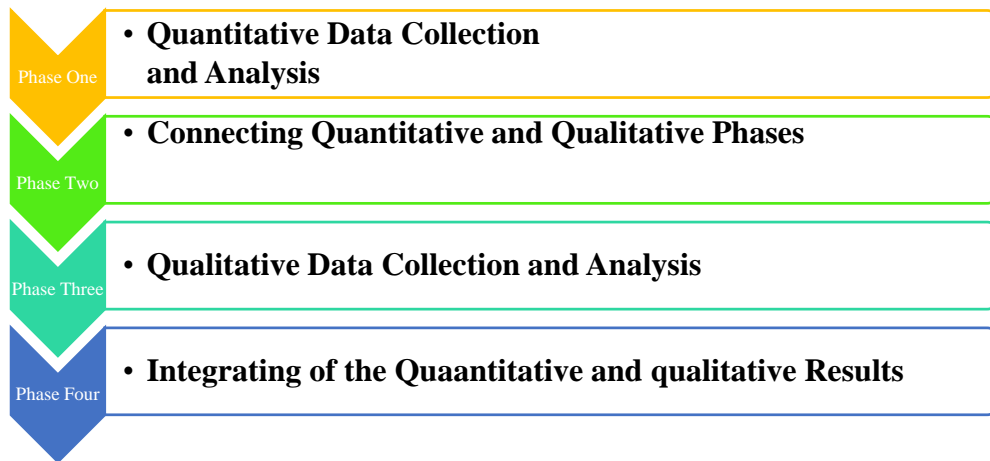 Phase One
• Quantitative Data Collection
and Analysis
Phase Two
• Connecting Quantitative and Qualitative Phases
Phase Three
• Qualitative Data Collection and Analysis
Phase Four
• Integrating of the Quaantitative and qualitative Results